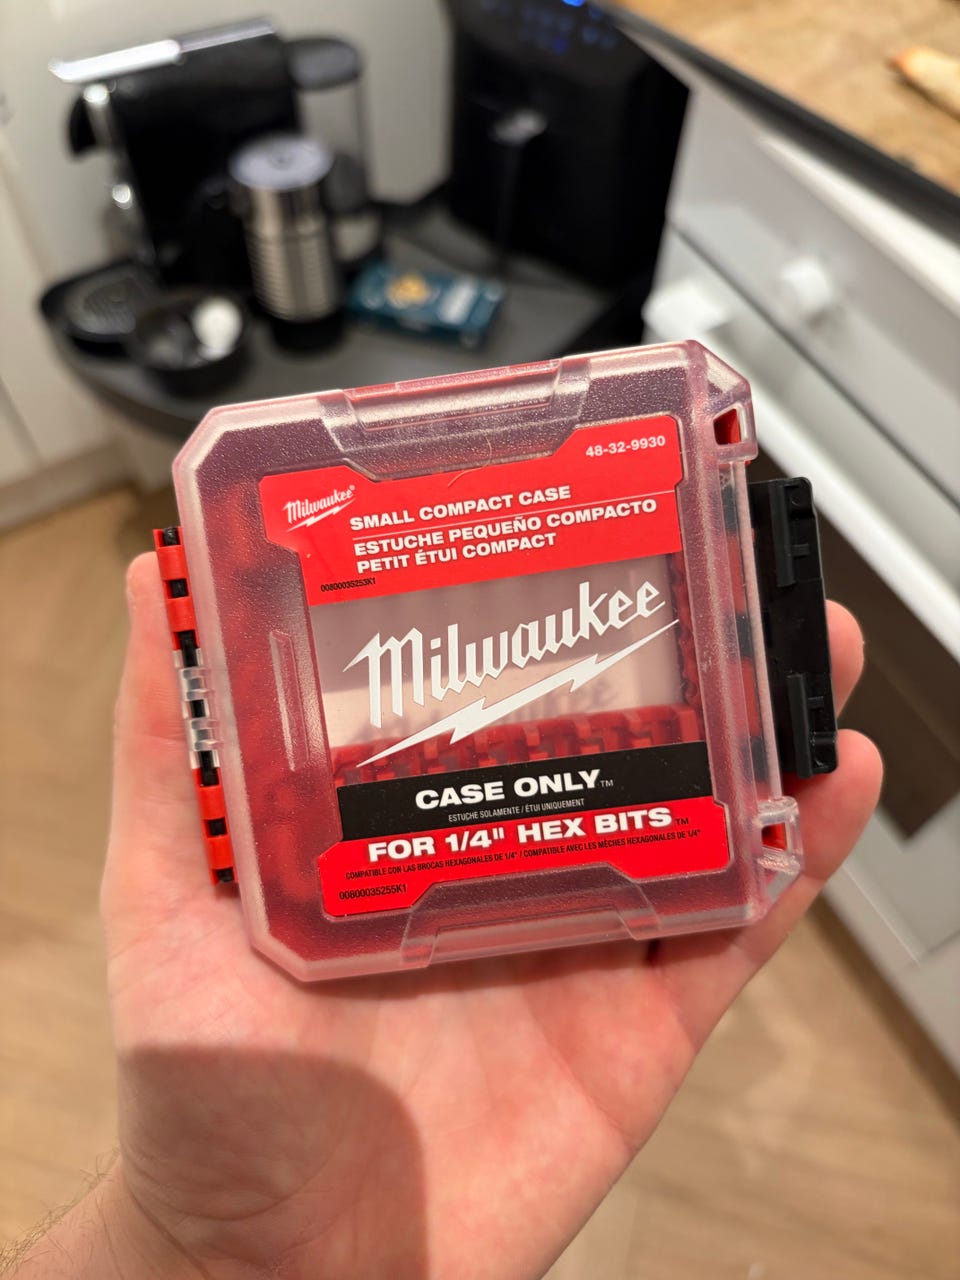 48-32-9930
Milwaukee®
SMALL COMPACT CASE
ESTUCHE PEQUEÑO COMPACTO
PETIT ÉTUI COMPACT
00800035253K1
Milwaukee
CASE ONLY™
ESTUCHE SOLAMENTE / ÉTUI UNIQUEMENT
FOR 1/4" HEX BITS™
COMPATIBLE CON LAS BROCAS HEXAGONALES DE 1/4" / COMPATIBLE AVEC LES MÈCHES HEXAGONALES DE 1/4"
00800035255K1